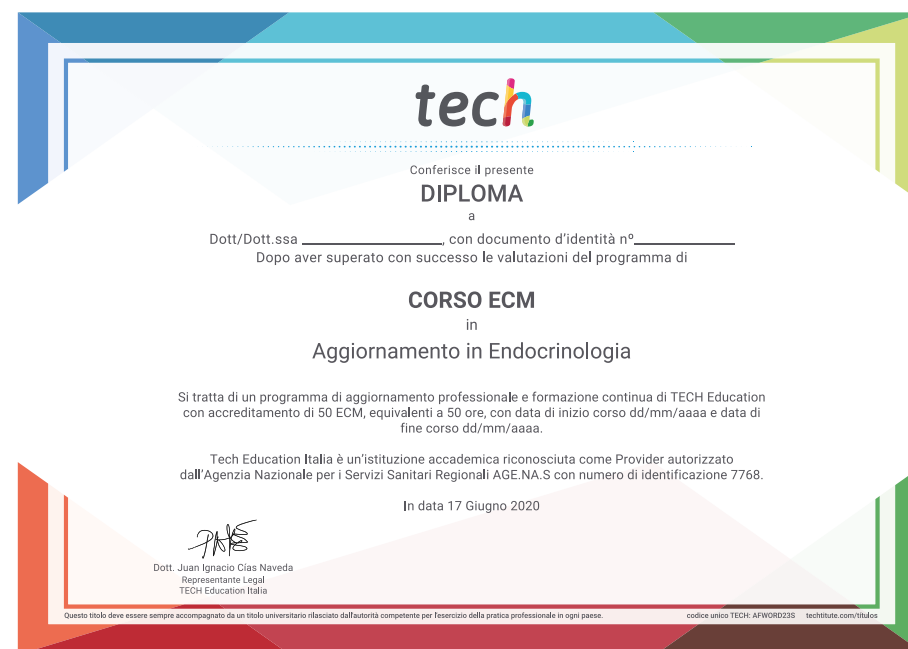 tech
Conferisce il presente
DIPLOMA
a
Dott/Dott.ssa ____________________, con documento d'identità nº______________
Dopo aver superato con successo le valutazioni del programma di
CORSO ECM
in
Aggiornamento in Endocrinologia
Si tratta di un programma di aggiornamento professionale e formazione continua di TECH Education
con accreditamento di 50 ECM, equivalenti a 50 ore, con data di inizio corso dd/mm/aaaa e data di
fine corso dd/mm/aaaa.
Tech Education Italia è un'istituzione accademica riconosciuta come Provider autorizzato
dall'Agenzia Nazionale per i Servizi Sanitari Regionali AGE.NA.S con numero di identificazione 7768.
In data 17 Giugno 2020
Dott. Juan Ignacio Cías Naveda
Representante Legal
TECH Education Italia
Questo titolo deve essere sempre accompagnato da un titolo universitario rilasciato dall'autorità competente per l'esercizio della pratica professionale in ogni paese. codice unico TECH: AFWORD23S techtitute.com/titulos